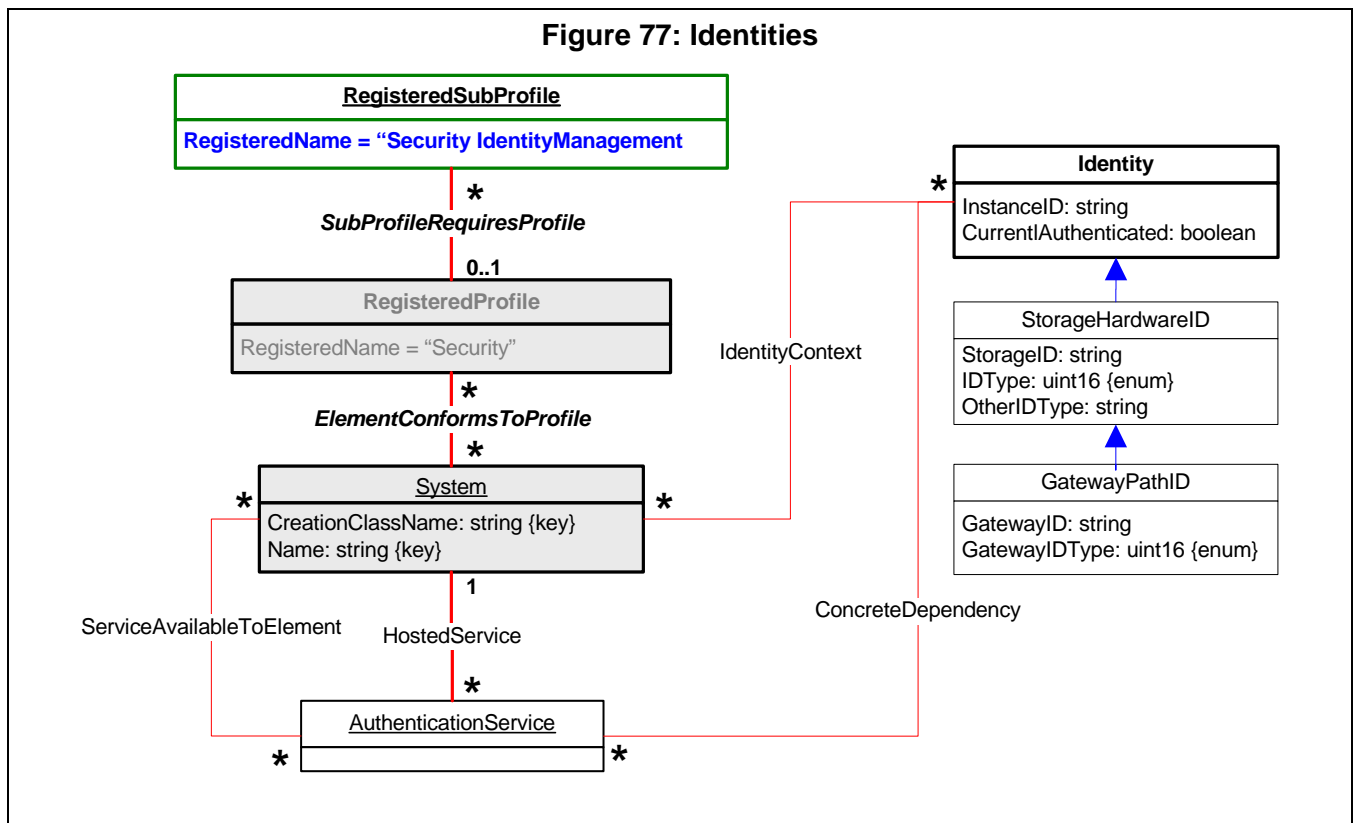 Figure 77: Identities
RegisteredSubProfile
RegisteredName = “Security IdentityManagement
*
SubProfileRequiresProfile
0..1
RegisteredProfile
RegisteredName = “Security”
*
ElementConformsToProfile
*
System
CreationClassName: string {key}
Name: string {key}
*
*
1
ServiceAvailableToElement
HostedService
*
AuthenticationService
*
*
IdentityContext
ConcreteDependency
*
Identity
InstanceID: string
CurrentlAuthenticated: boolean
StorageHardwareID
StorageID: string
IDType: uint16 {enum}
OtherIDType: string
GatewayPathID
GatewayID: string
GatewayIDType: uint16 {enum}